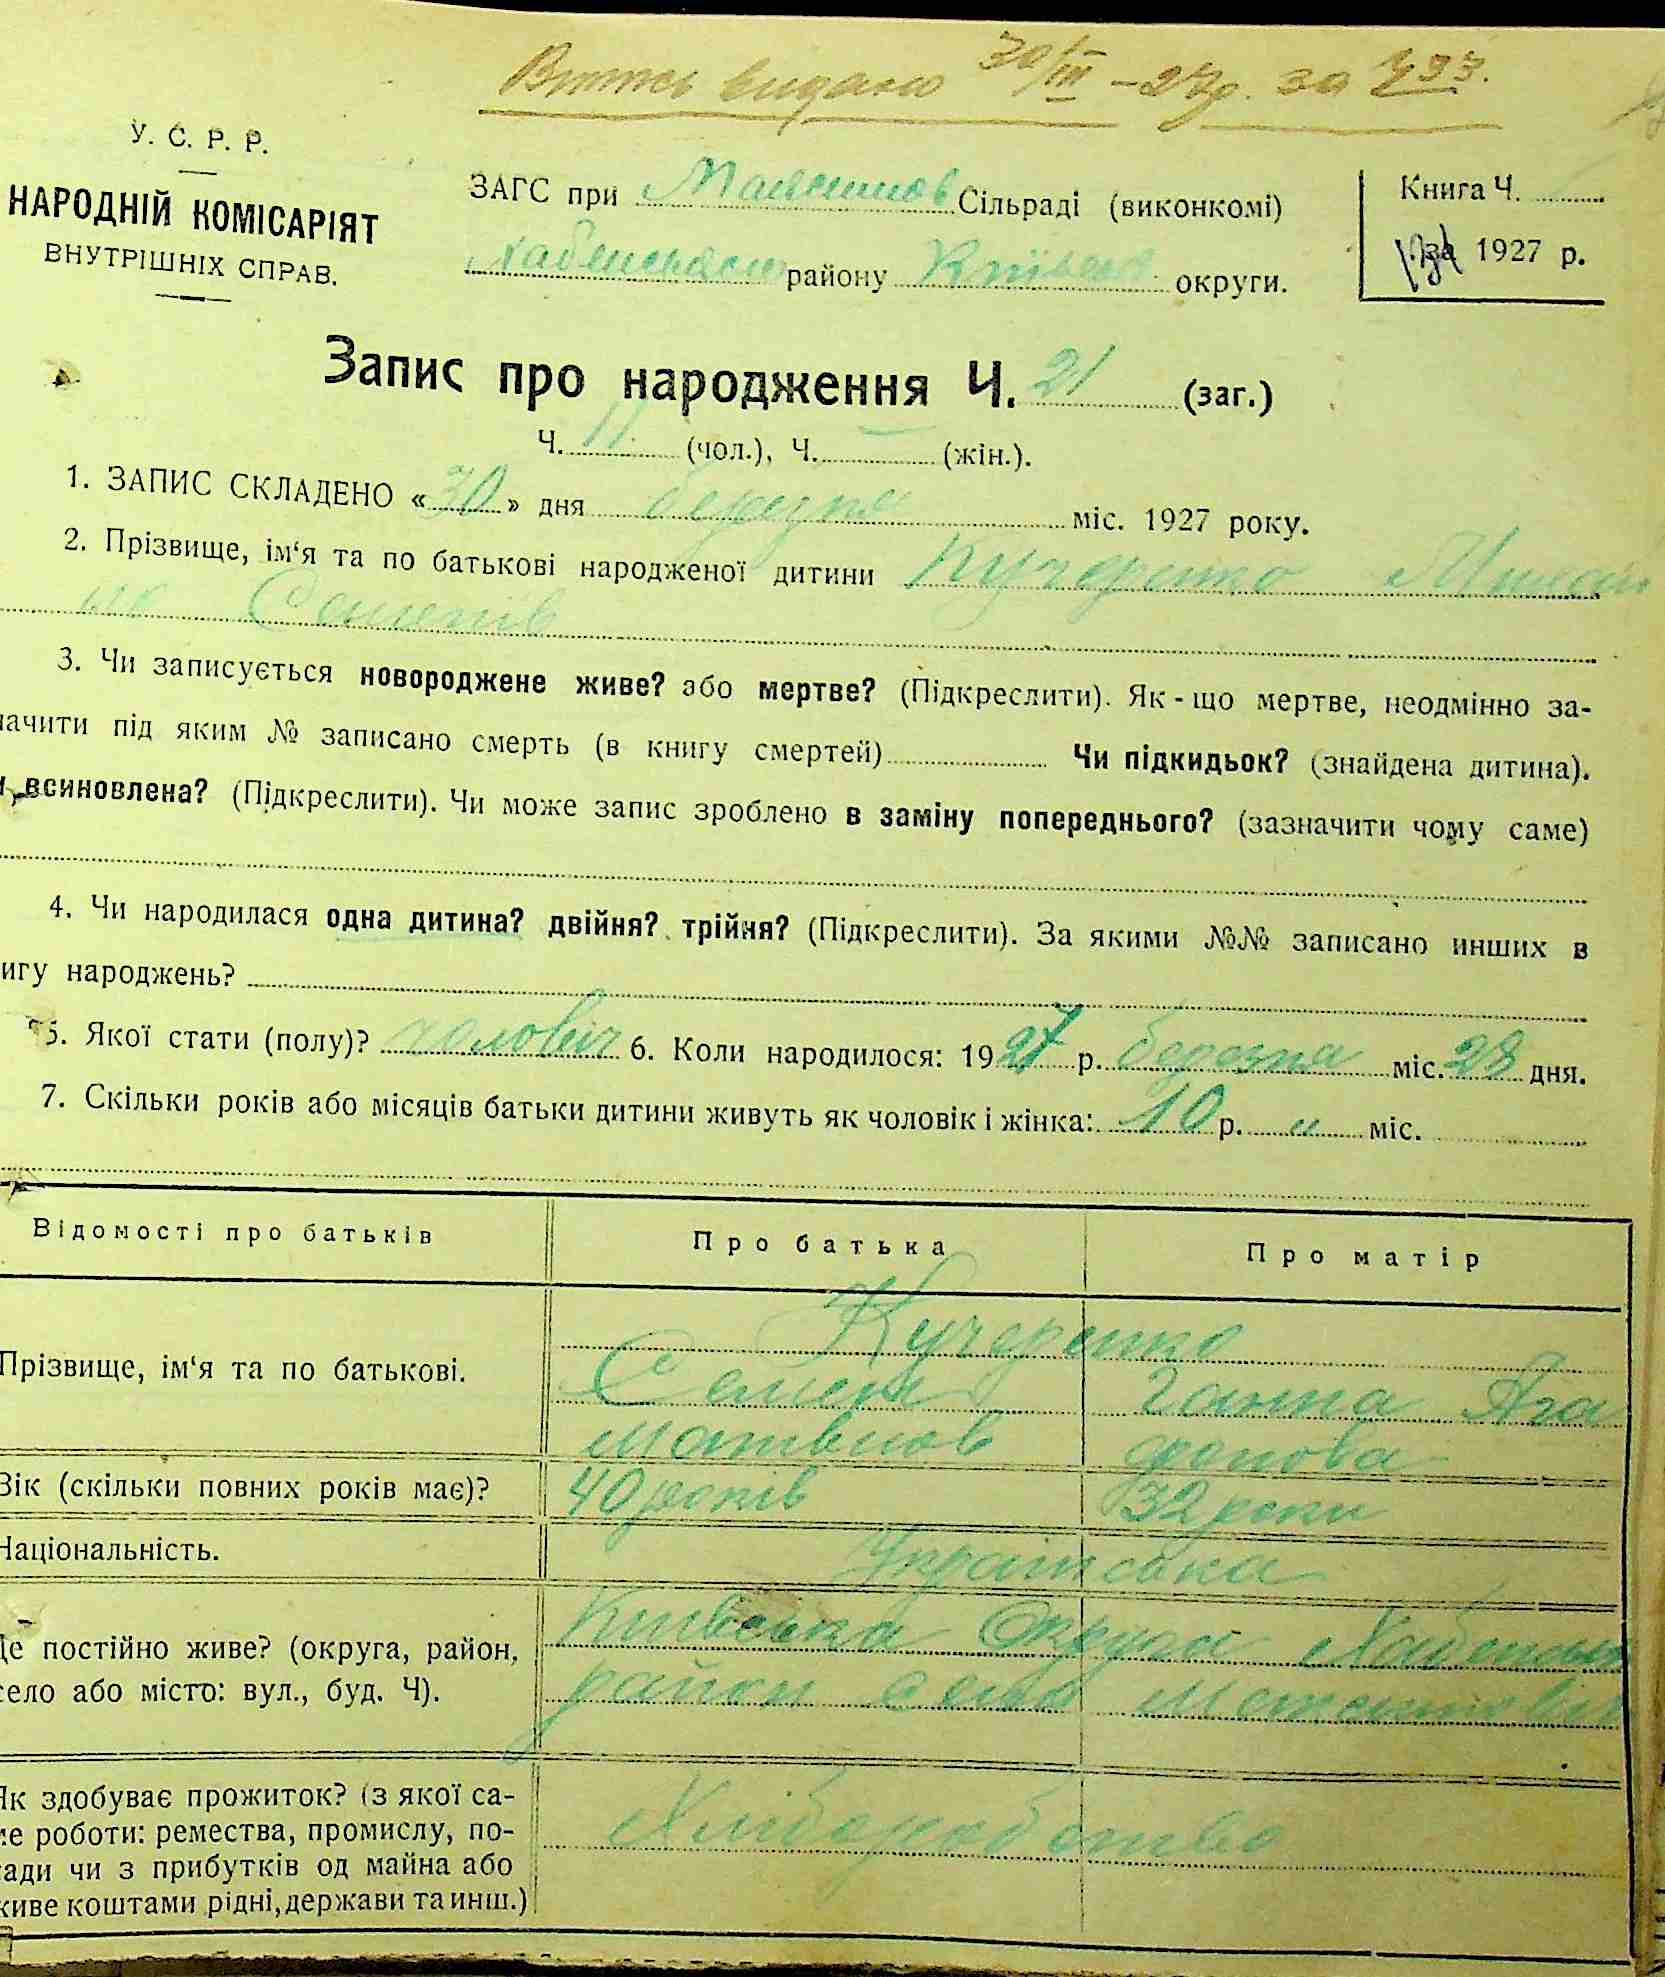 видано 30/III – 27р. за
У. С. Р. Р.
НАРОДНІЙ КОМІСАРІЯТ
ВНУТРІШНІХ СПРАВ.
ЗАГС при Сільраді (виконкомі)
району округи.
Книга Ч.
за 1927 р.
Запис про народження Ч. 21 (заг.)
Ч. 11 (чол.), Ч. — (жін.).
1. ЗАПИС СКЛАДЕНО «30» дня березня міс. 1927 року.
2. Прізвище, ім‘я та по батькові народженої дитини Кучеренко
3. Чи записується новороджене живе? або мертве? (Підкреслити). Як-що мертве, неодмінно за-
начити під яким № записано смерть (в книгу смертей) Чи підкидьок? (знайдена дитина).
всиновлена? (Підкреслити). Чи може запис зроблено в заміну попереднього? (зазначити чому саме)
4. Чи народилася одна дитина? двійня? трійня? (Підкреслити). За якими №№ записано инших в
игу народжень?
5. Якої стати (полу)? чоловіч 6. Коли народилося: 1927 р. березня міс. 28 дня.
7. Скільки років або місяців батьки дитини живуть як чоловік і жінка: 10 р. „ міс.
Відомості про батьків
Про батька
Про матір
Прізвище, ім‘я та по батькові.
Кучеренко
Семен
Матвіїов
Ганна Ага
фонова
Вік (скільки повних років має)?
40 років
32 роки
Національність.
Українська
Де постійно живе? (округа, район,
село або місто: вул., буд. Ч).
Київська Округа
район село
Як здобуває прожиток? (з якої са-
ме роботи: ремества, промислу, по-
сади чи з прибутків од майна або
живе коштами рідні, держави та инш.)
Хліборобство